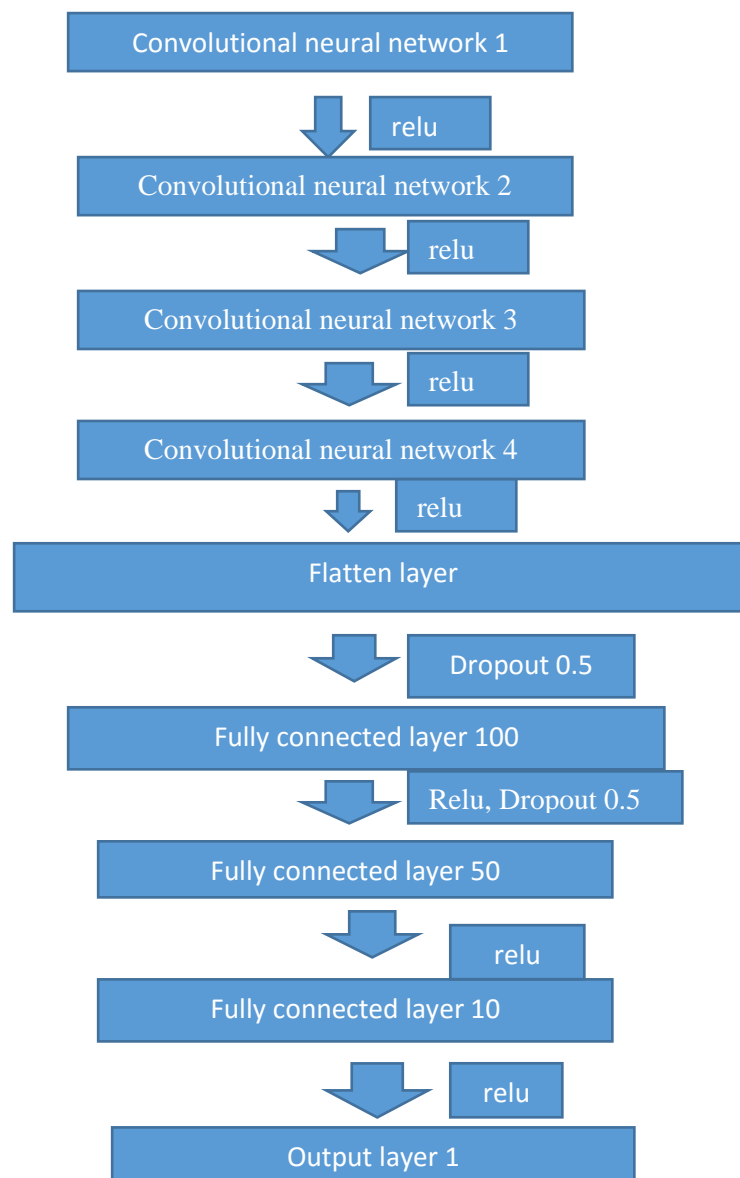 Convolutional neural network 1
relu
Convolutional neural network 2
relu
Convolutional neural network 3
relu
Convolutional neural network 4
relu
Flatten layer
Dropout 0.5
Fully connected layer 100
Relu, Dropout 0.5
Fully connected layer 50
relu
Fully connected layer 10
relu
Output layer 1